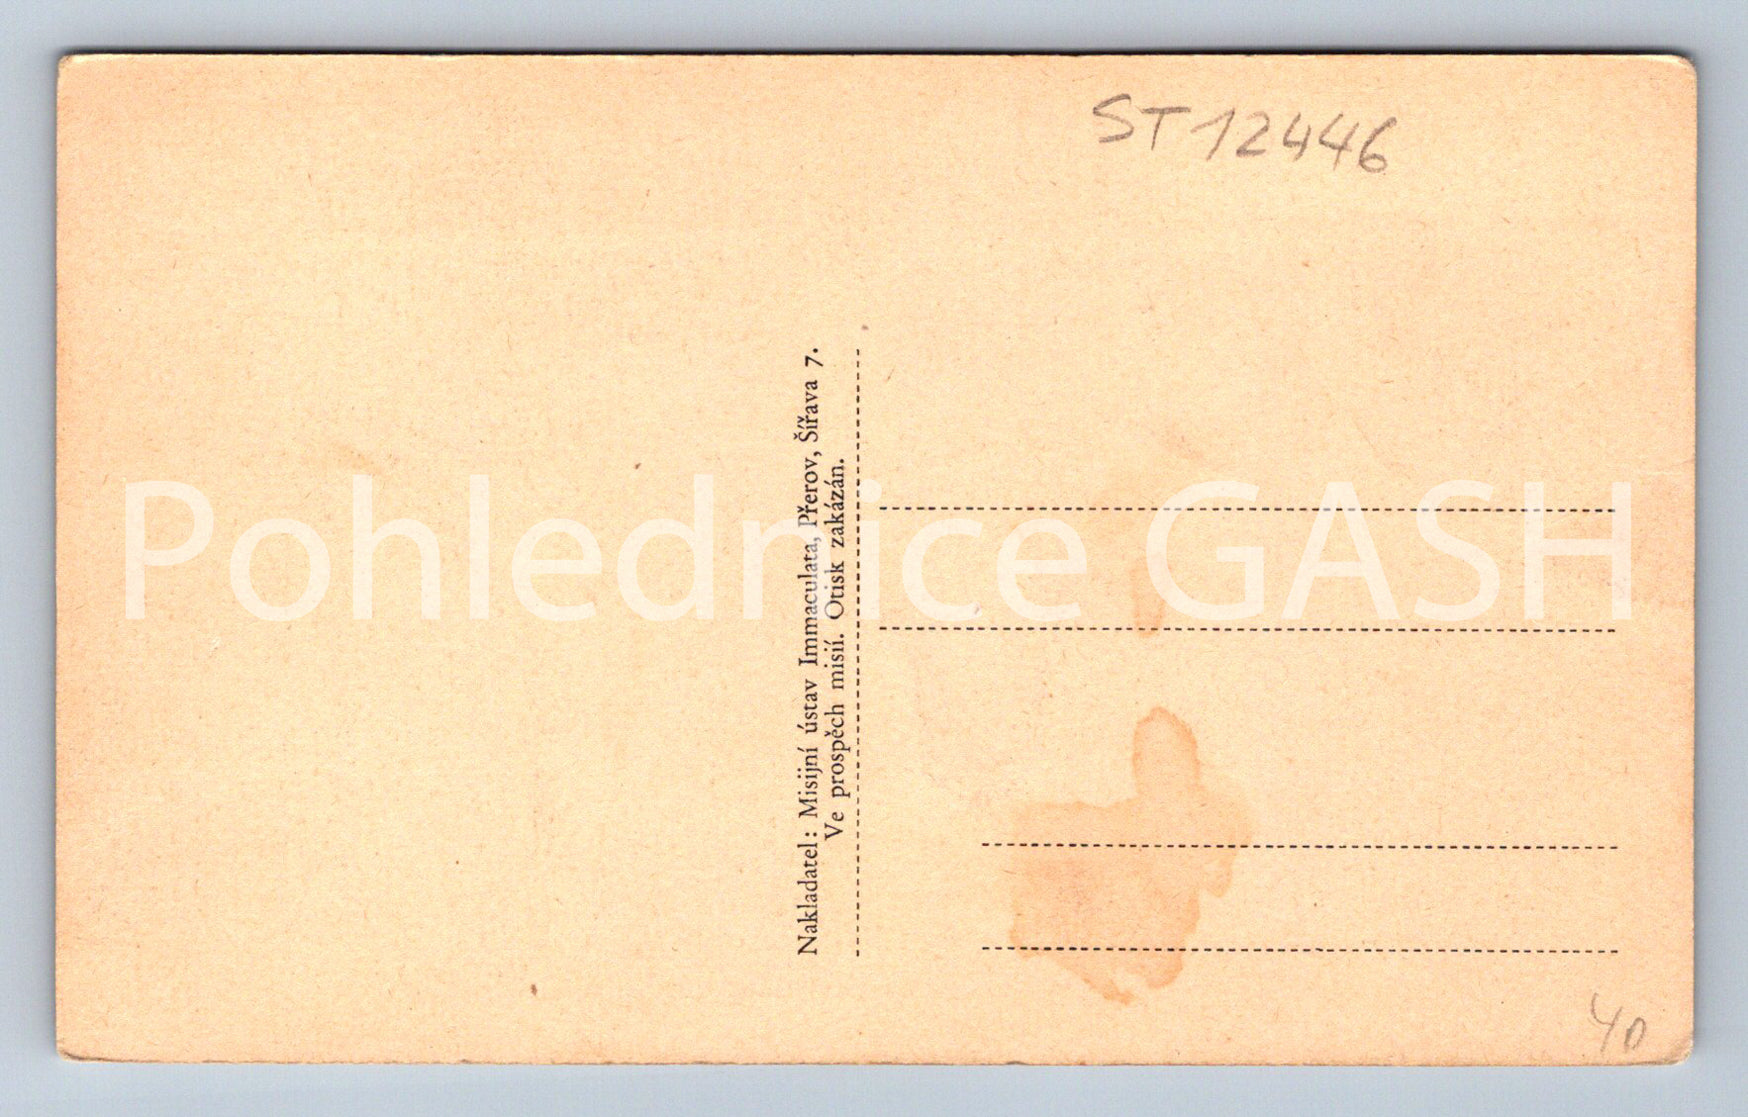 ST12446
Nakladatel: Misijní ústav Immaculata, Přerov, Šířava 7.
Ve prospěch misií. Otisk zakázán.
Pohlednice GASH
40